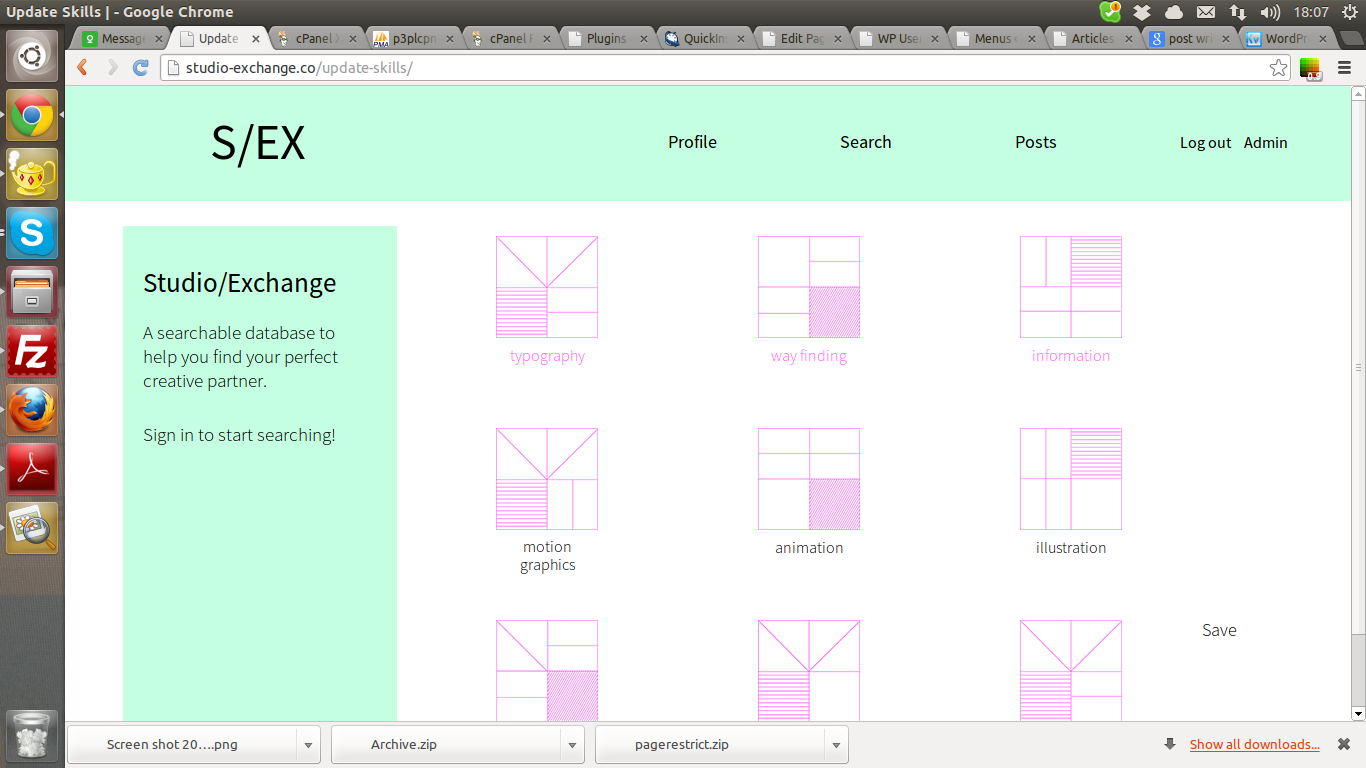 Update Skills | - Google Chrome
18:07
Message
Update
cPanel X
p3plcpn
cPanel F
Plugins
QuickIn
Edit Pag
WP User
Menus
Articles
post wri
WordPr
studio-exchange.co/update-skills/
S/EX
Profile
Search
Posts
Log out
Admin
Studio/Exchange
A searchable database to
help you find your perfect
creative partner.
Sign in to start searching!
typography
way finding
information
motion
graphics
animation
illustration
Save
Screen shot 20....png
Archive.zip
pagerestrict.zip
Show all downloads...